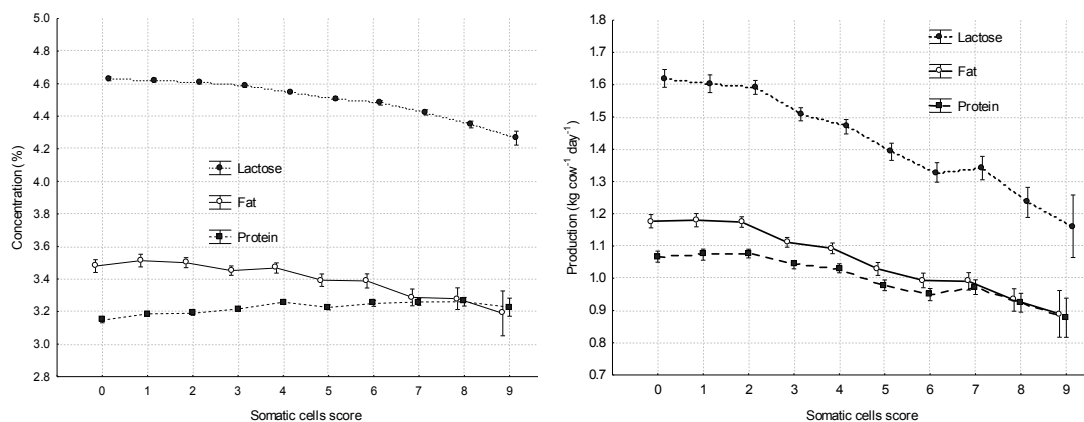 5.0
4.8
4.6
4.4
4.2
4.0
3.8
3.6
3.4
3.2
3.0
2.8
Concentration (%)
Lactose
Fat
Protein
0 1 2 3 4 5 6 7 8 9
Somatic cells score
1.8
1.7
1.6
1.5
1.4
1.3
1.2
1.1
1.0
0.9
0.8
0.7
Production (kg cow⁻¹ day⁻¹)
Lactose
Fat
Protein
0 1 2 3 4 5 6 7 8 9
Somatic cells score